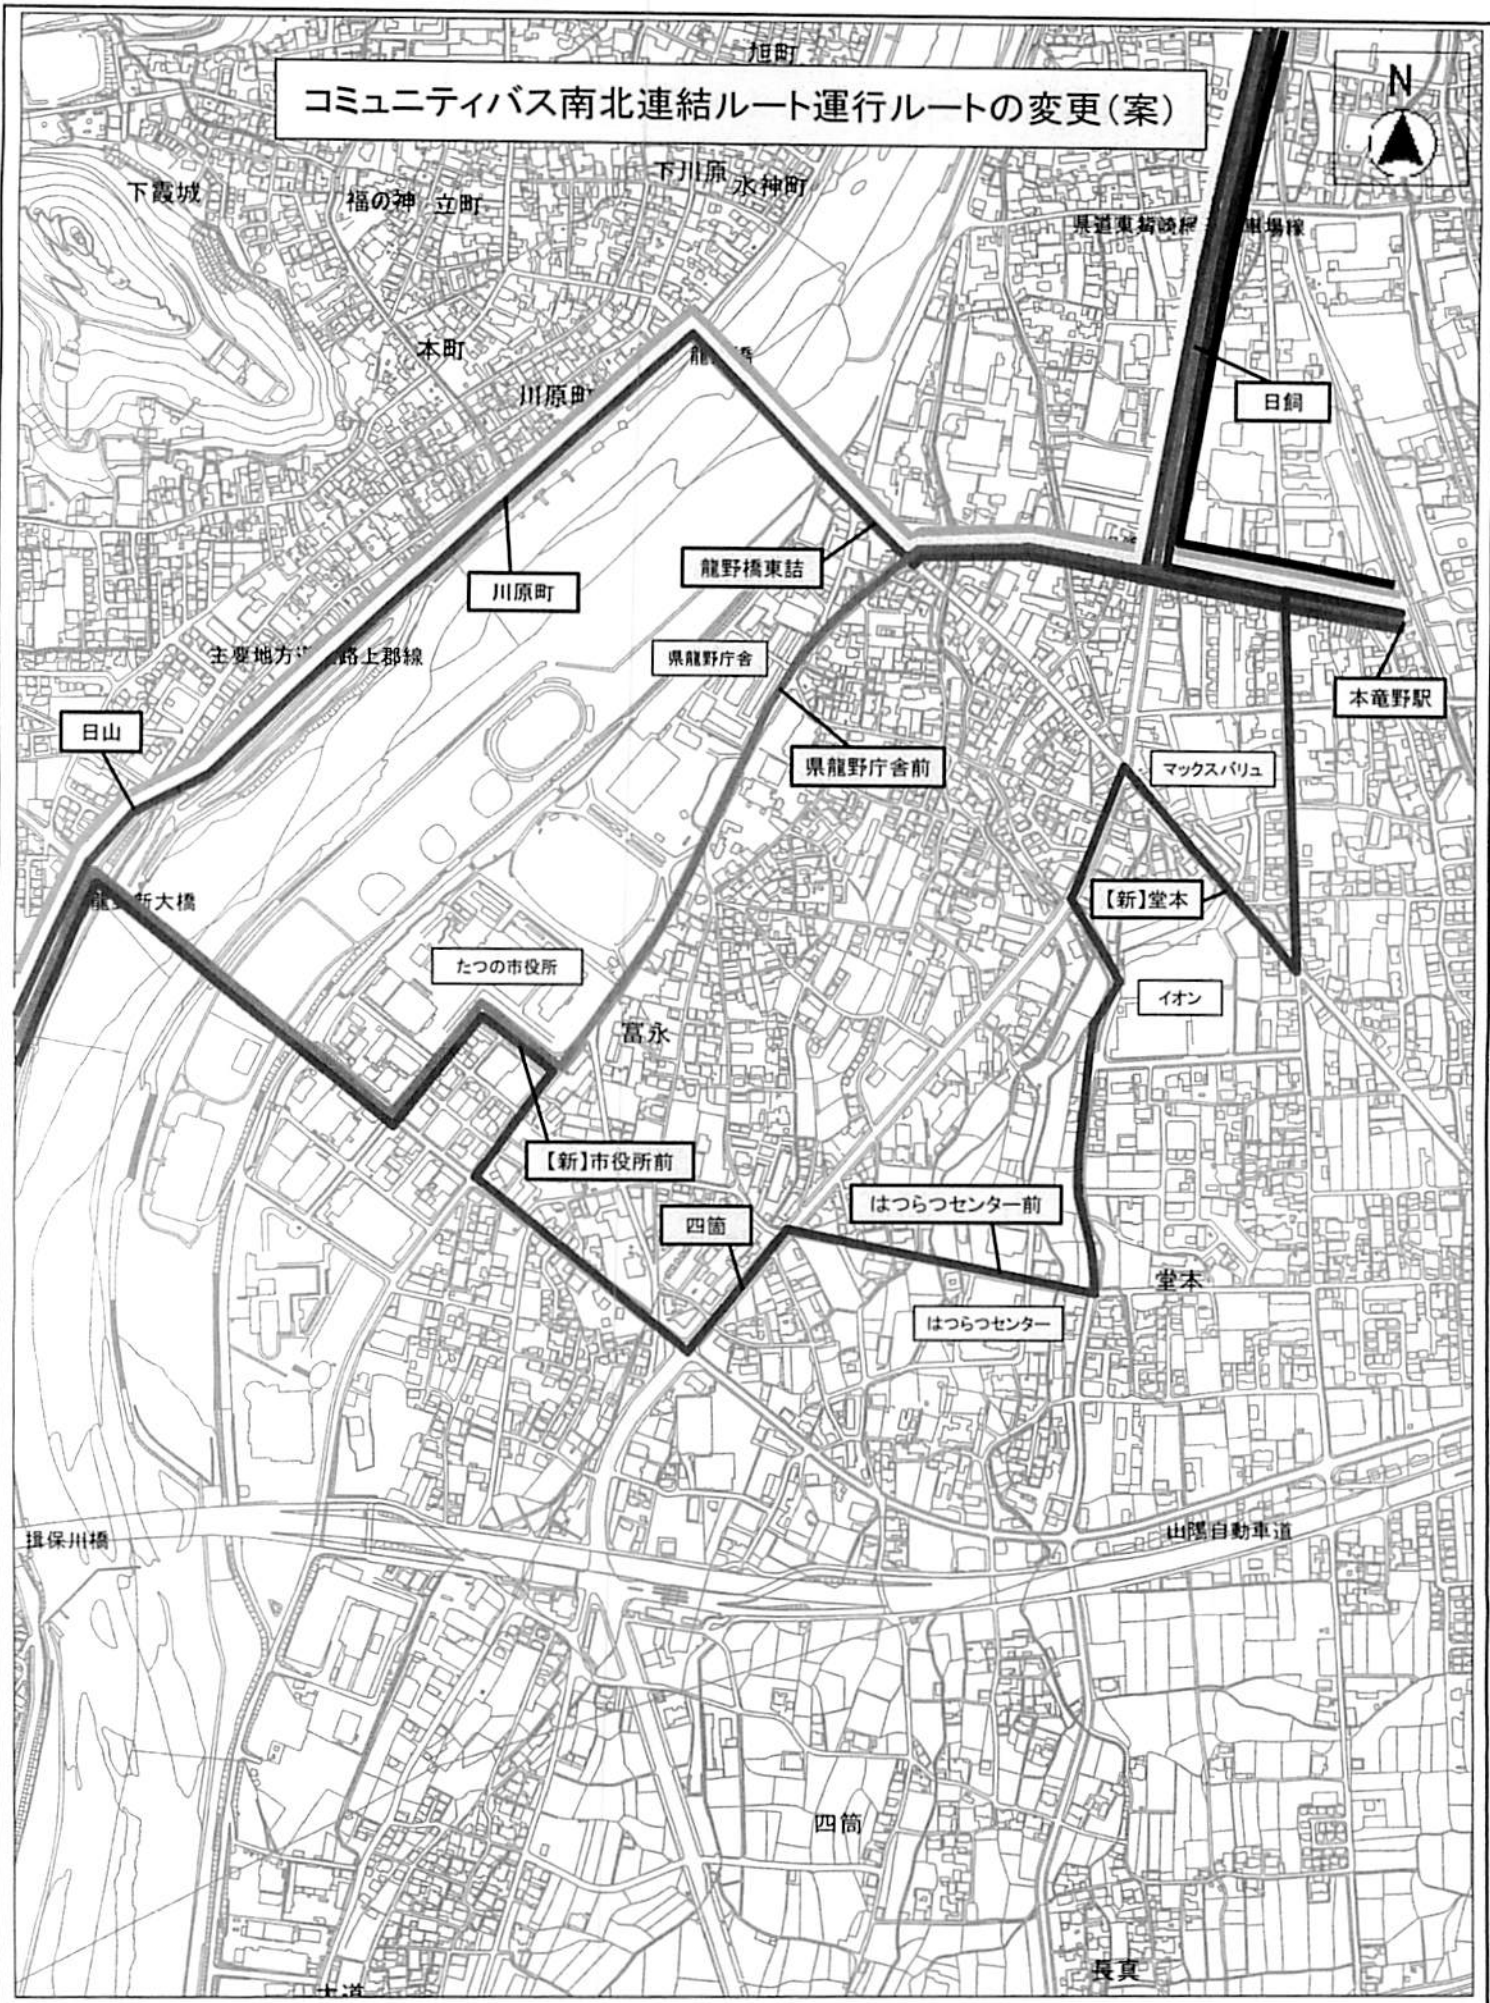 旭町
コミュニティバス南北連結ルート運行ルートの変更(案)
N
下霞城
福の神
立町
下川原
水神町
本町
川原町
日飼
龍野橋東詰
川原町
県龍野庁舎
本竜野駅
日山
県龍野庁舎前
マックスバリュ
【新】堂本
たつの市役所
イオン
富永
【新】市役所前
はつらつセンター前
四箇
堂本
はつらつセンター
揖保川橋
山陽自動車道
四箇
長真